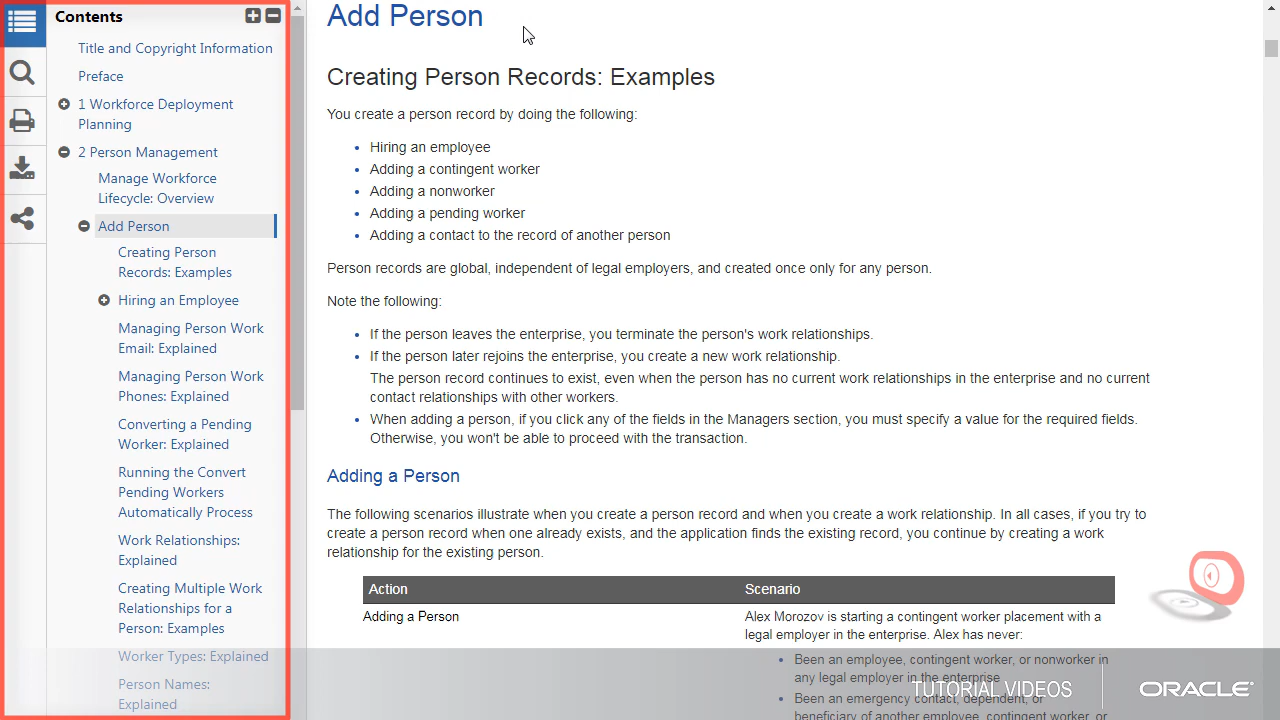 Contents
Title and Copyright Information
Preface
1 Workforce Deployment
Planning
2 Person Management
Manage Workforce
Lifecycle: Overview
Add Person
Creating Person
Records: Examples
Hiring an Employee
Managing Person Work
Email: Explained
Managing Person Work
Phones: Explained
Converting a Pending
Worker: Explained
Running the Convert
Pending Workers
Automatically Process
Work Relationships:
Explained
Creating Multiple Work
Relationships for a
Person: Examples
Worker Types: Explained
Person Names:
Explained
Add Person
Creating Person Records: Examples
You create a person record by doing the following:
• Hiring an employee
• Adding a contingent worker
• Adding a nonworker
• Adding a pending worker
• Adding a contact to the record of another person
Person records are global, independent of legal employers, and created once only for any person.
Note the following:
• If the person leaves the enterprise, you terminate the person's work relationships.
• If the person later rejoins the enterprise, you create a new work relationship.
The person record continues to exist, even when the person has no current work relationships in the enterprise and no current
contact relationships with other workers.
• When adding a person, if you click any of the fields in the Managers section, you must specify a value for the required fields.
Otherwise, you won't be able to proceed with the transaction.
Adding a Person
The following scenarios illustrate when you create a person record and when you create a work relationship. In all cases, if you try to
create a person record when one already exists, and the application finds the existing record, you continue by creating a work
relationship for the existing person.
Action Scenario
Adding a Person Alex Morozov is starting a contingent worker placement with a
legal employer in the enterprise. Alex has never:
• Been an employee, contingent worker, or nonworker in
any legal employer in the enterprise
• Been an emergency contact, dependent, or
beneficiary of another employee, contingent worker, or
TUTORIAL VIDEOS
ORACLE